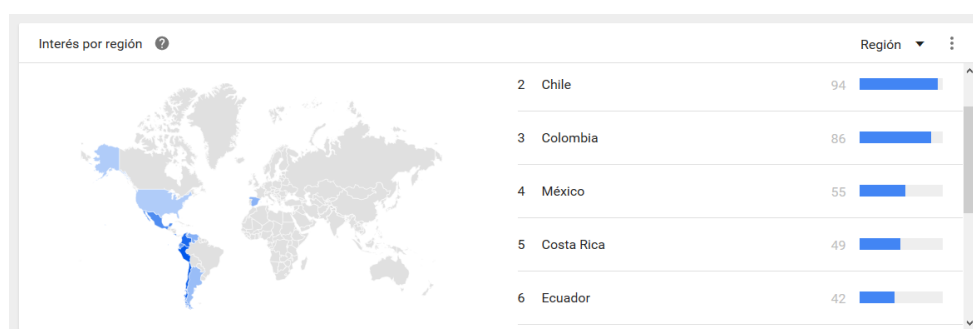 Interés por región ?
Región
2 Chile 94
3 Colombia 86
4 México 55
5 Costa Rica 49
6 Ecuador 42